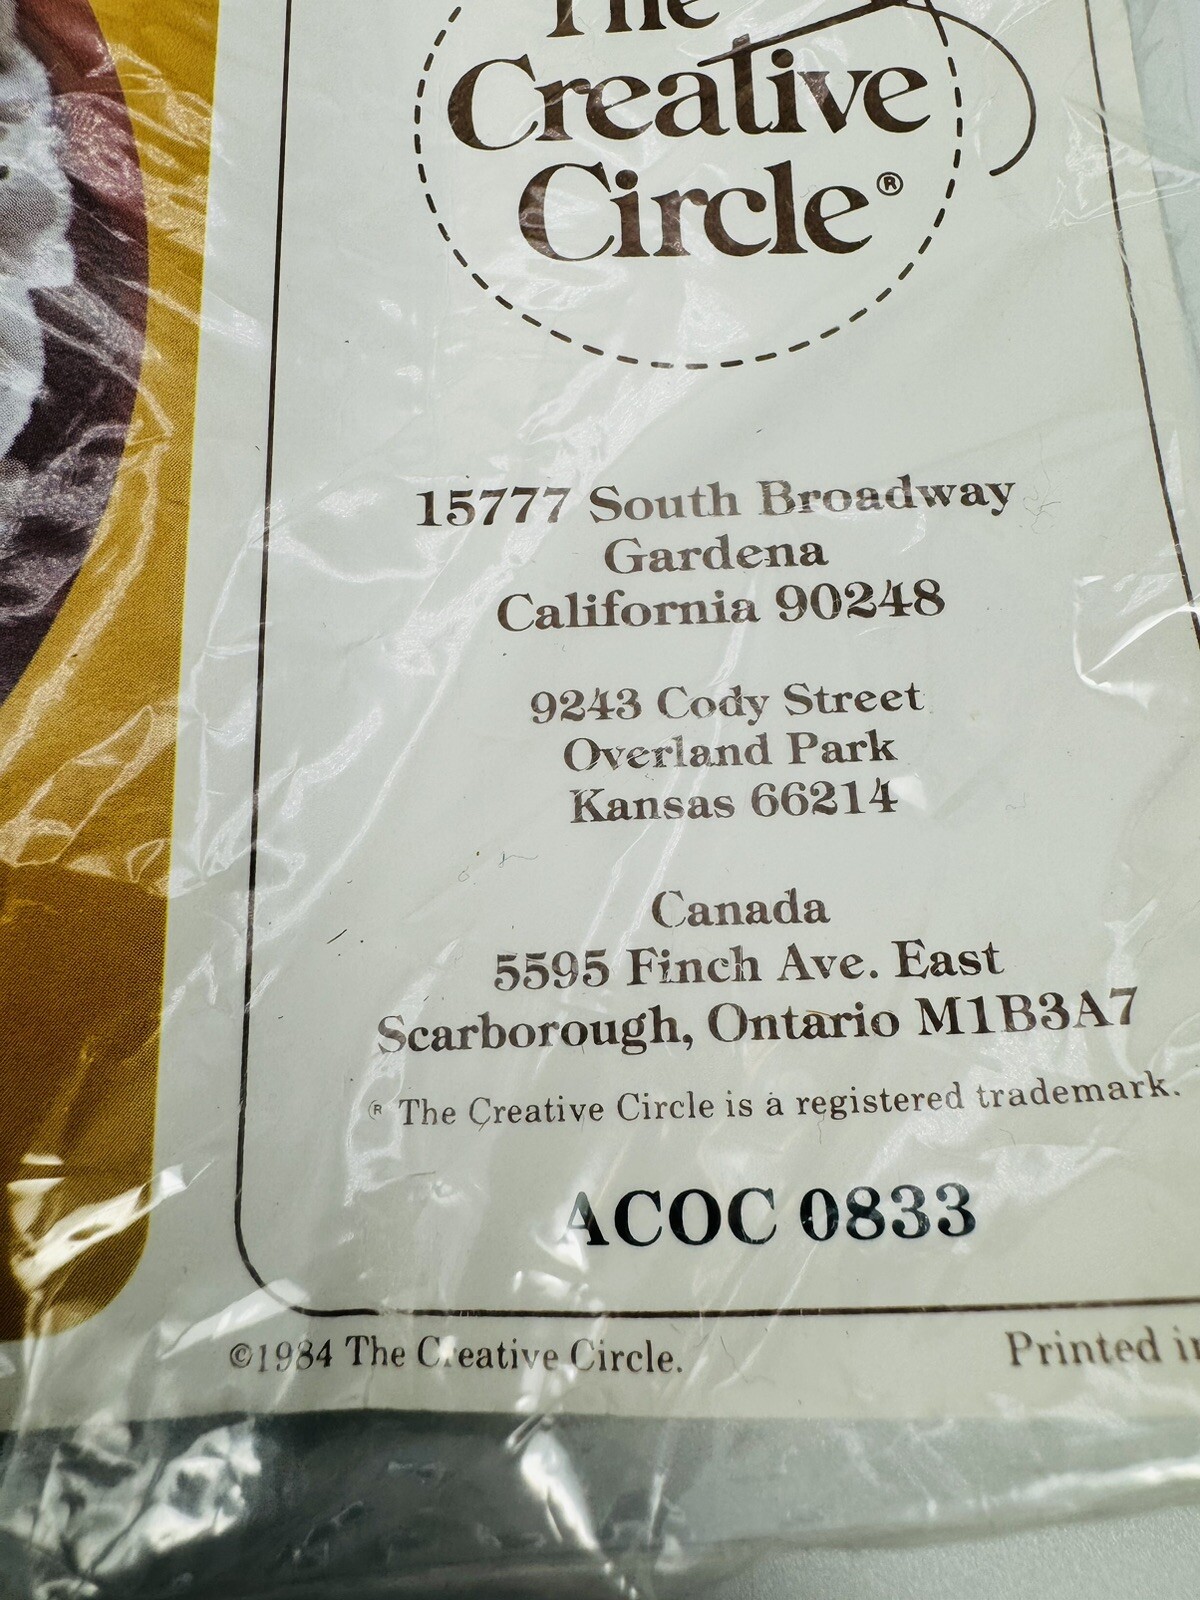 The
Creative
Circle®
15777 South Broadway
Gardena
California 90248
9243 Cody Street
Overland Park
Kansas 66214
Canada
5595 Finch Ave. East
Scarborough, Ontario M1B3A7
® The Creative Circle is a registered trademark.
ACOC 0833
©1984 The Creative Circle.
Printed